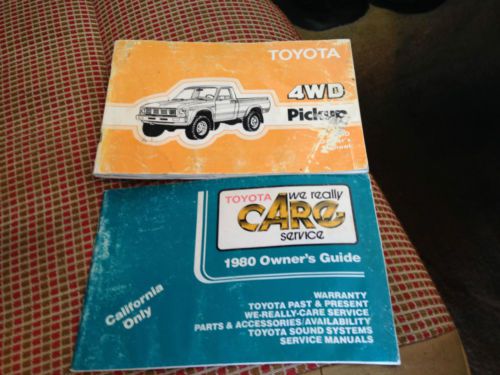 TOYOTA
4WD
Pickup
TOYOTA
we really
CARE
service
1980 Owner's Guide
California
Only
WARRANTY
TOYOTA PAST & PRESENT
WE-REALLY-CARE SERVICE
PARTS & ACCESSORIES/AVAILABILITY
TOYOTA SOUND SYSTEMS
SERVICE MANUALS